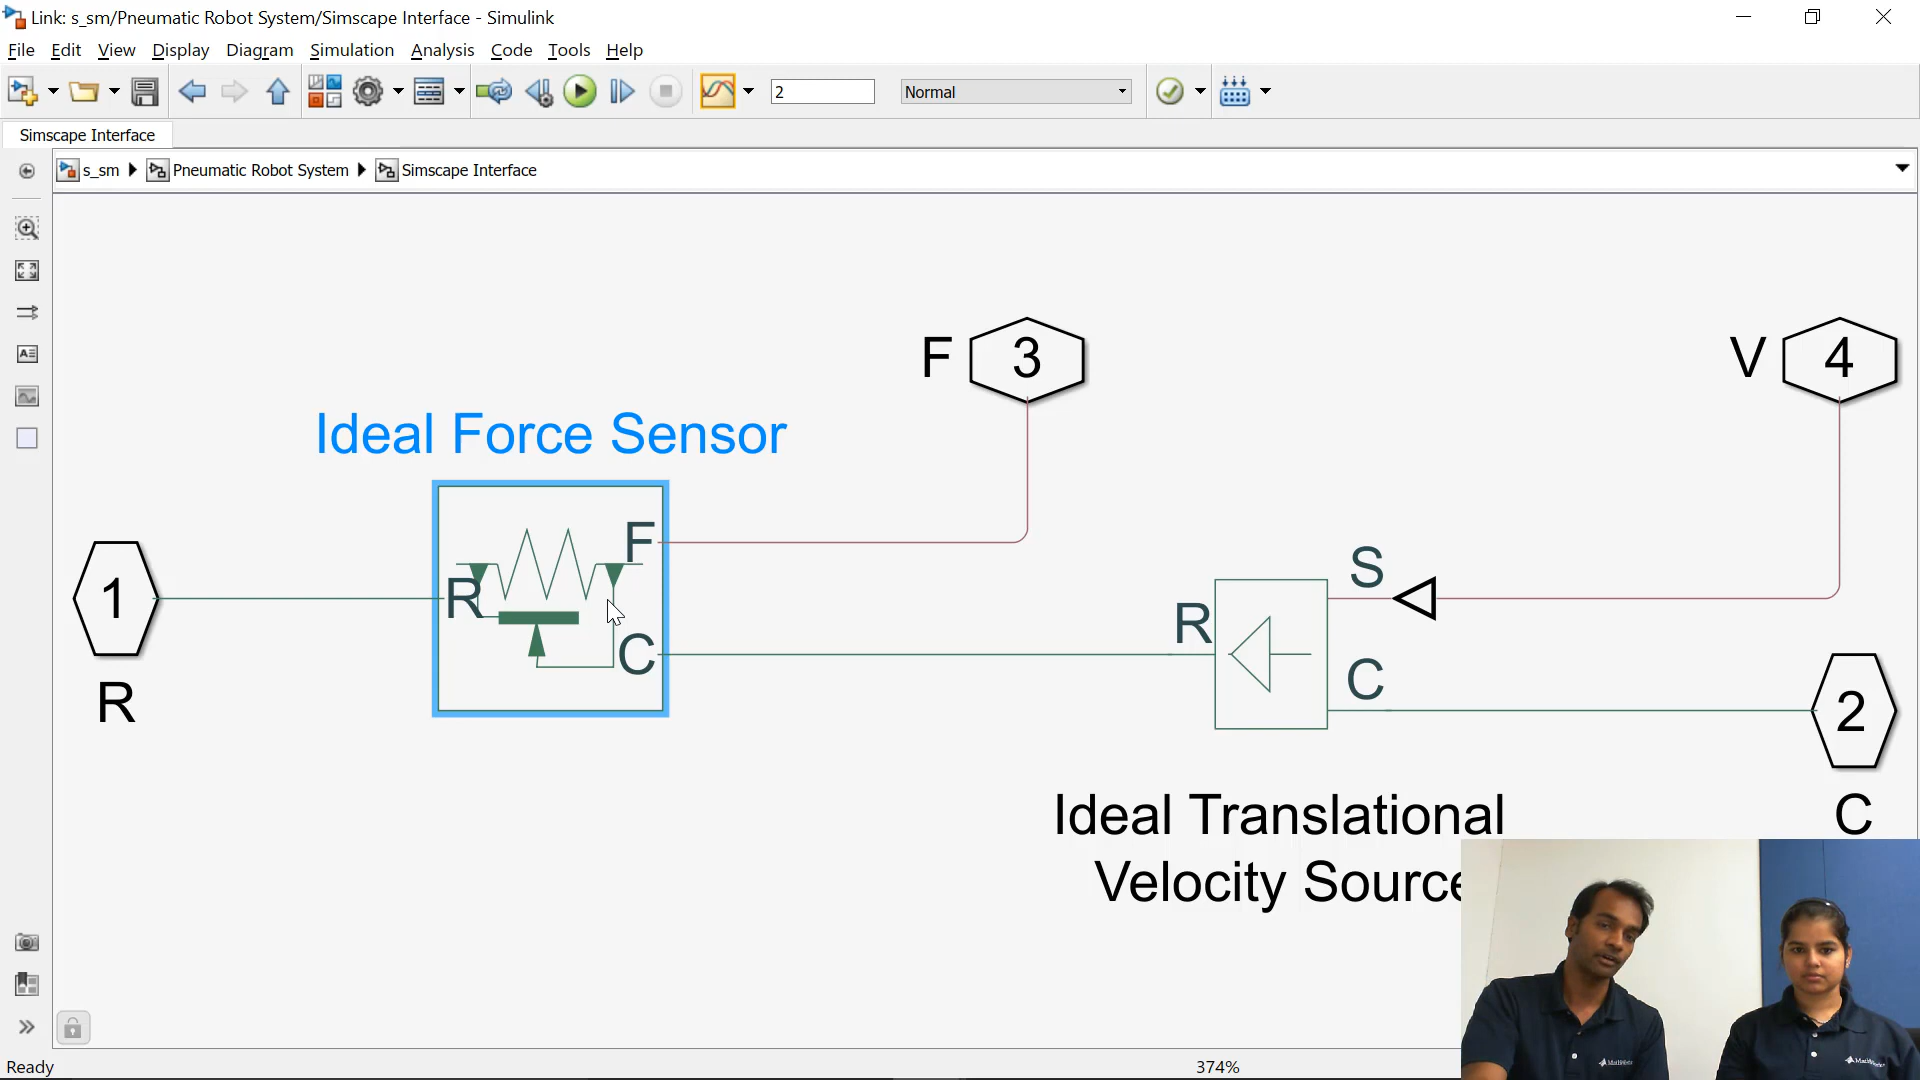 Link: s_sm/Pneumatic Robot System/Simscape Interface - Simulink
File Edit View Display Diagram Simulation Analysis Code Tools Help
2 Normal
Simscape Interface
s_sm Pneumatic Robot System Simscape Interface
F 3
V 4
Ideal Force Sensor
F
S
1
R
R
C
C
2
R
C
Ideal Translational
Velocity Source
Ready
374%